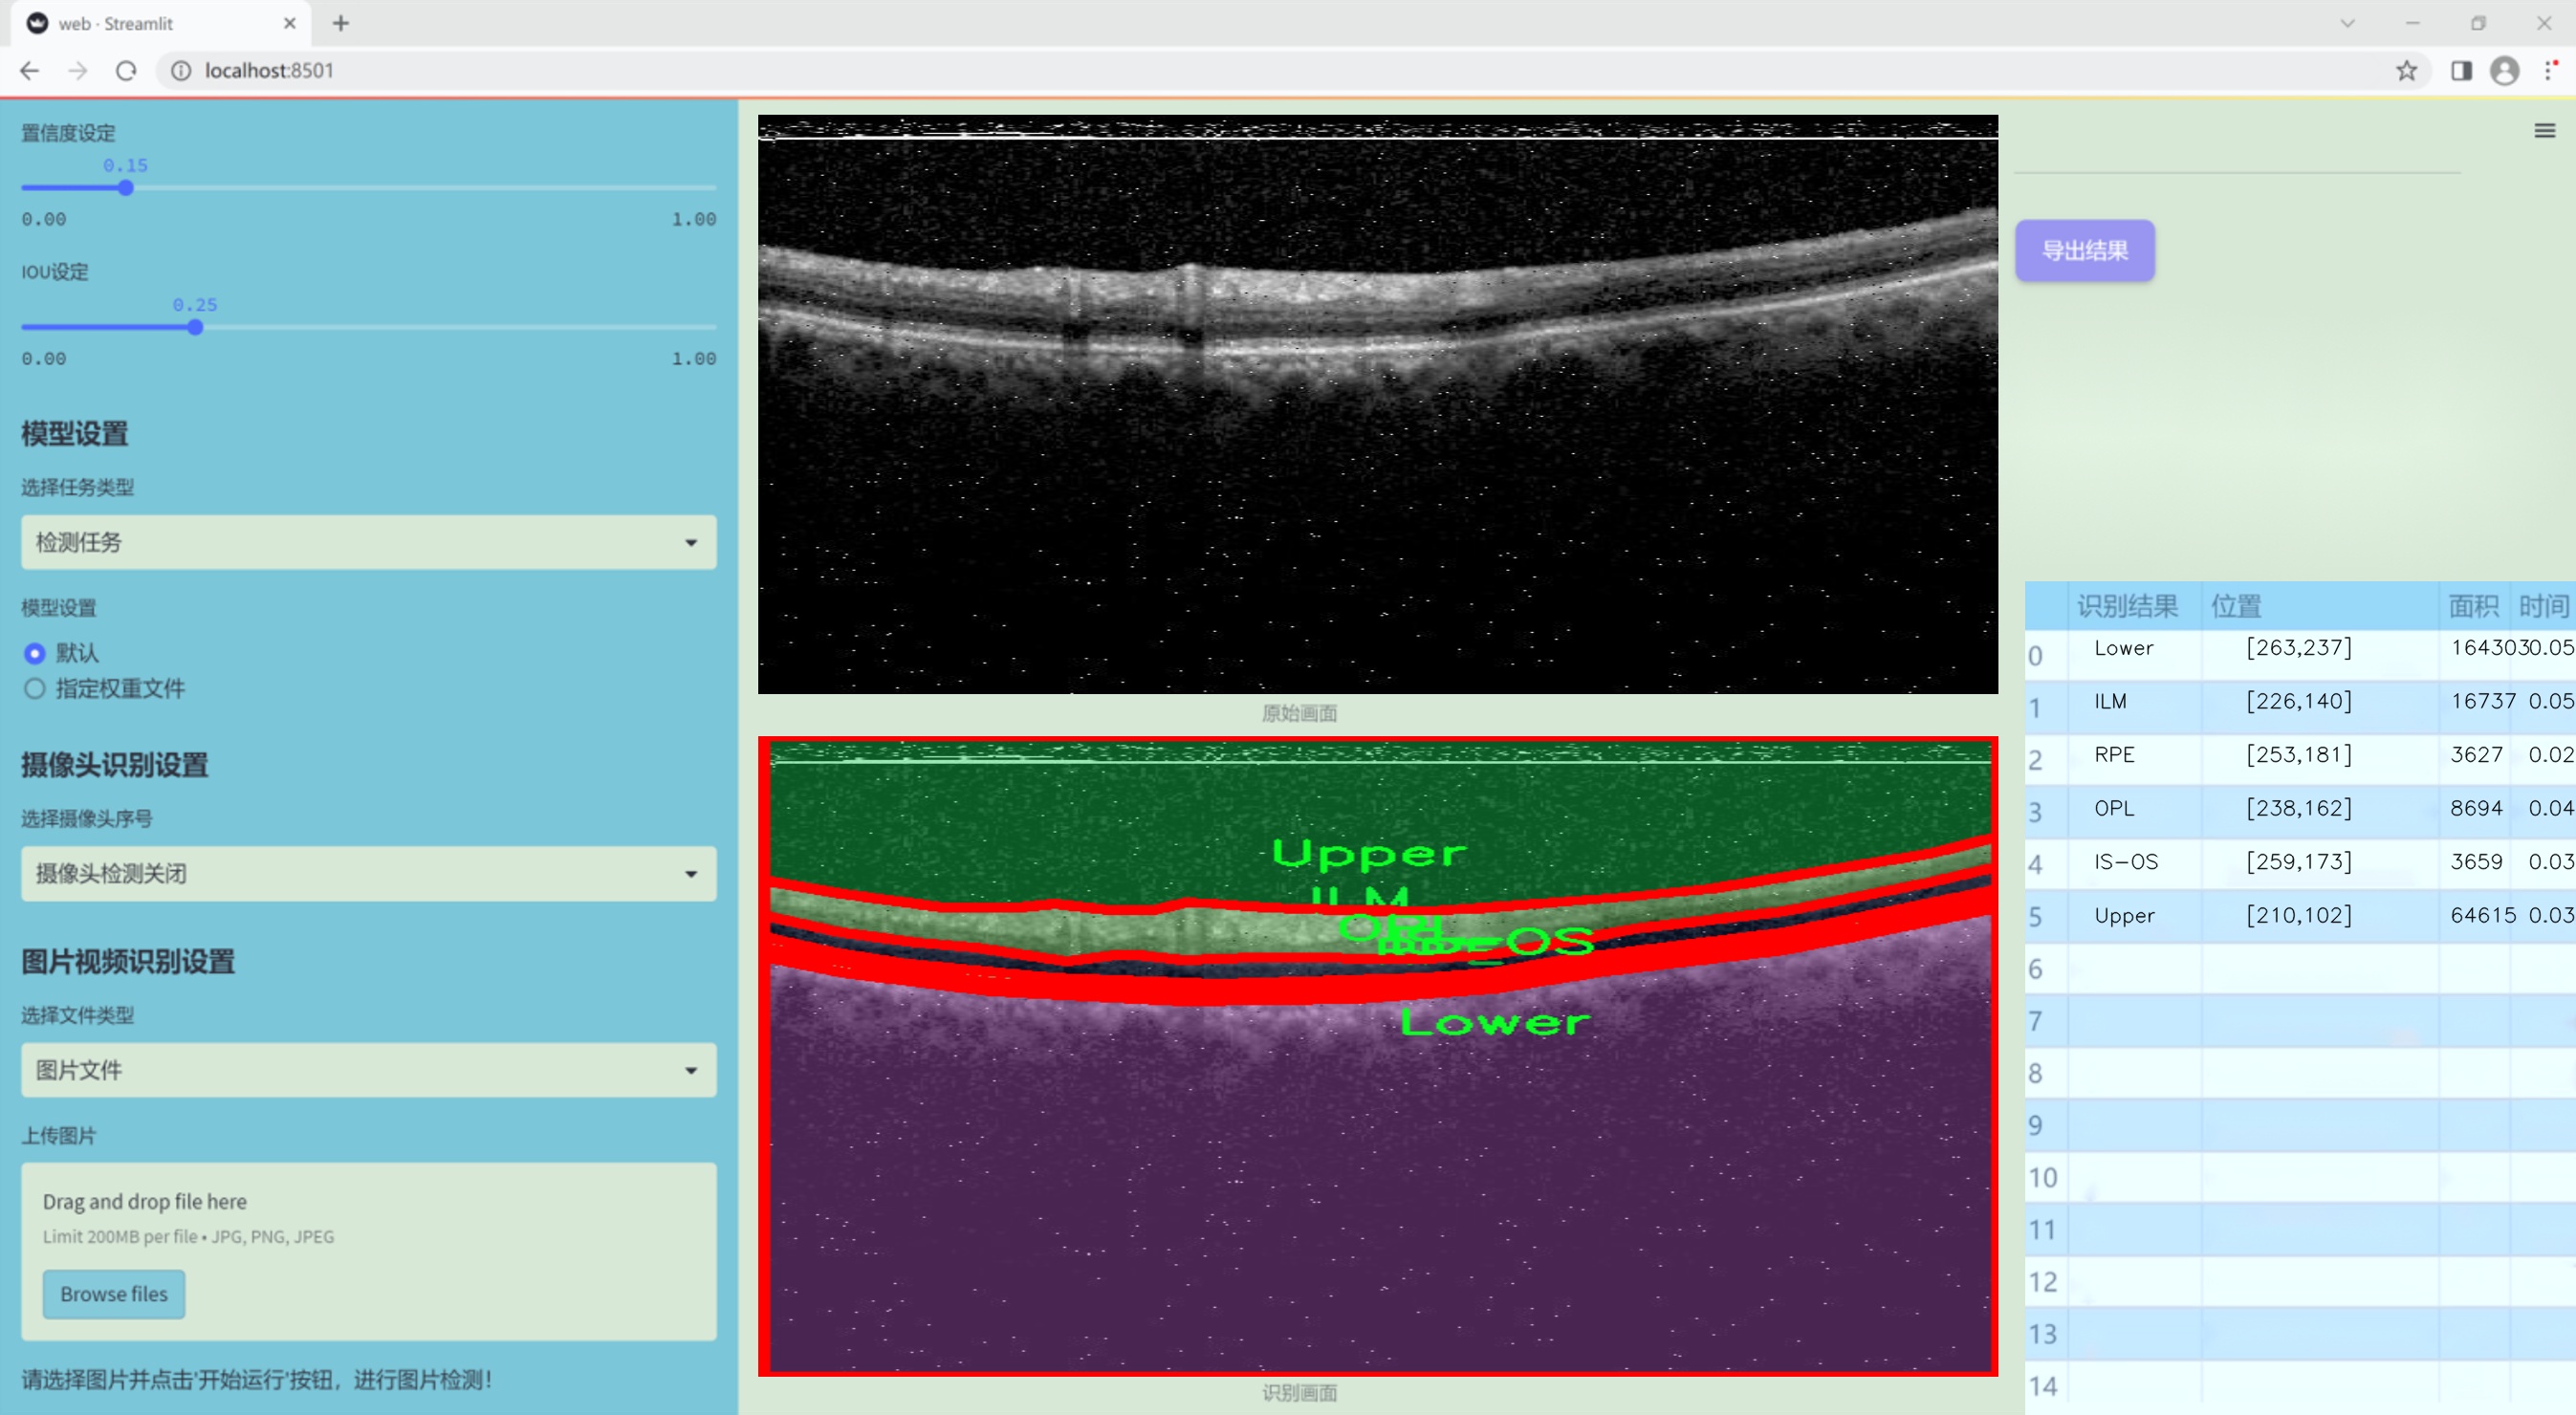 web · Streamlit
localhost:8501
置信度设定
0.15
0.00 1.00
IOU设定
0.25
0.00 1.00
模型设置
选择任务类型
检测任务
模型设置
默认
指定权重文件
摄像头识别设置
选择摄像头序号
摄像头检测关闭
图片视频识别设置
选择文件类型
图片文件
上传图片
Drag and drop file here
Limit 200MB per file • JPG, PNG, JPEG
Browse files
请选择图片并点击'开始运行'按钮，进行图片检测!
原始画面
Upper
ILM
Lower
识别画面
导出结果
识别结果 位置 面积 时间
0 Lower [263,237] 164303 0.05
1 ILM [226,140] 16737 0.05
2 RPE [253,181] 3627 0.02
3 OPL [238,162] 8694 0.04
4 IS-OS [259,173] 3659 0.03
5 Upper [210,102] 64615 0.03
6
7
8
9
10
11
12
13
14